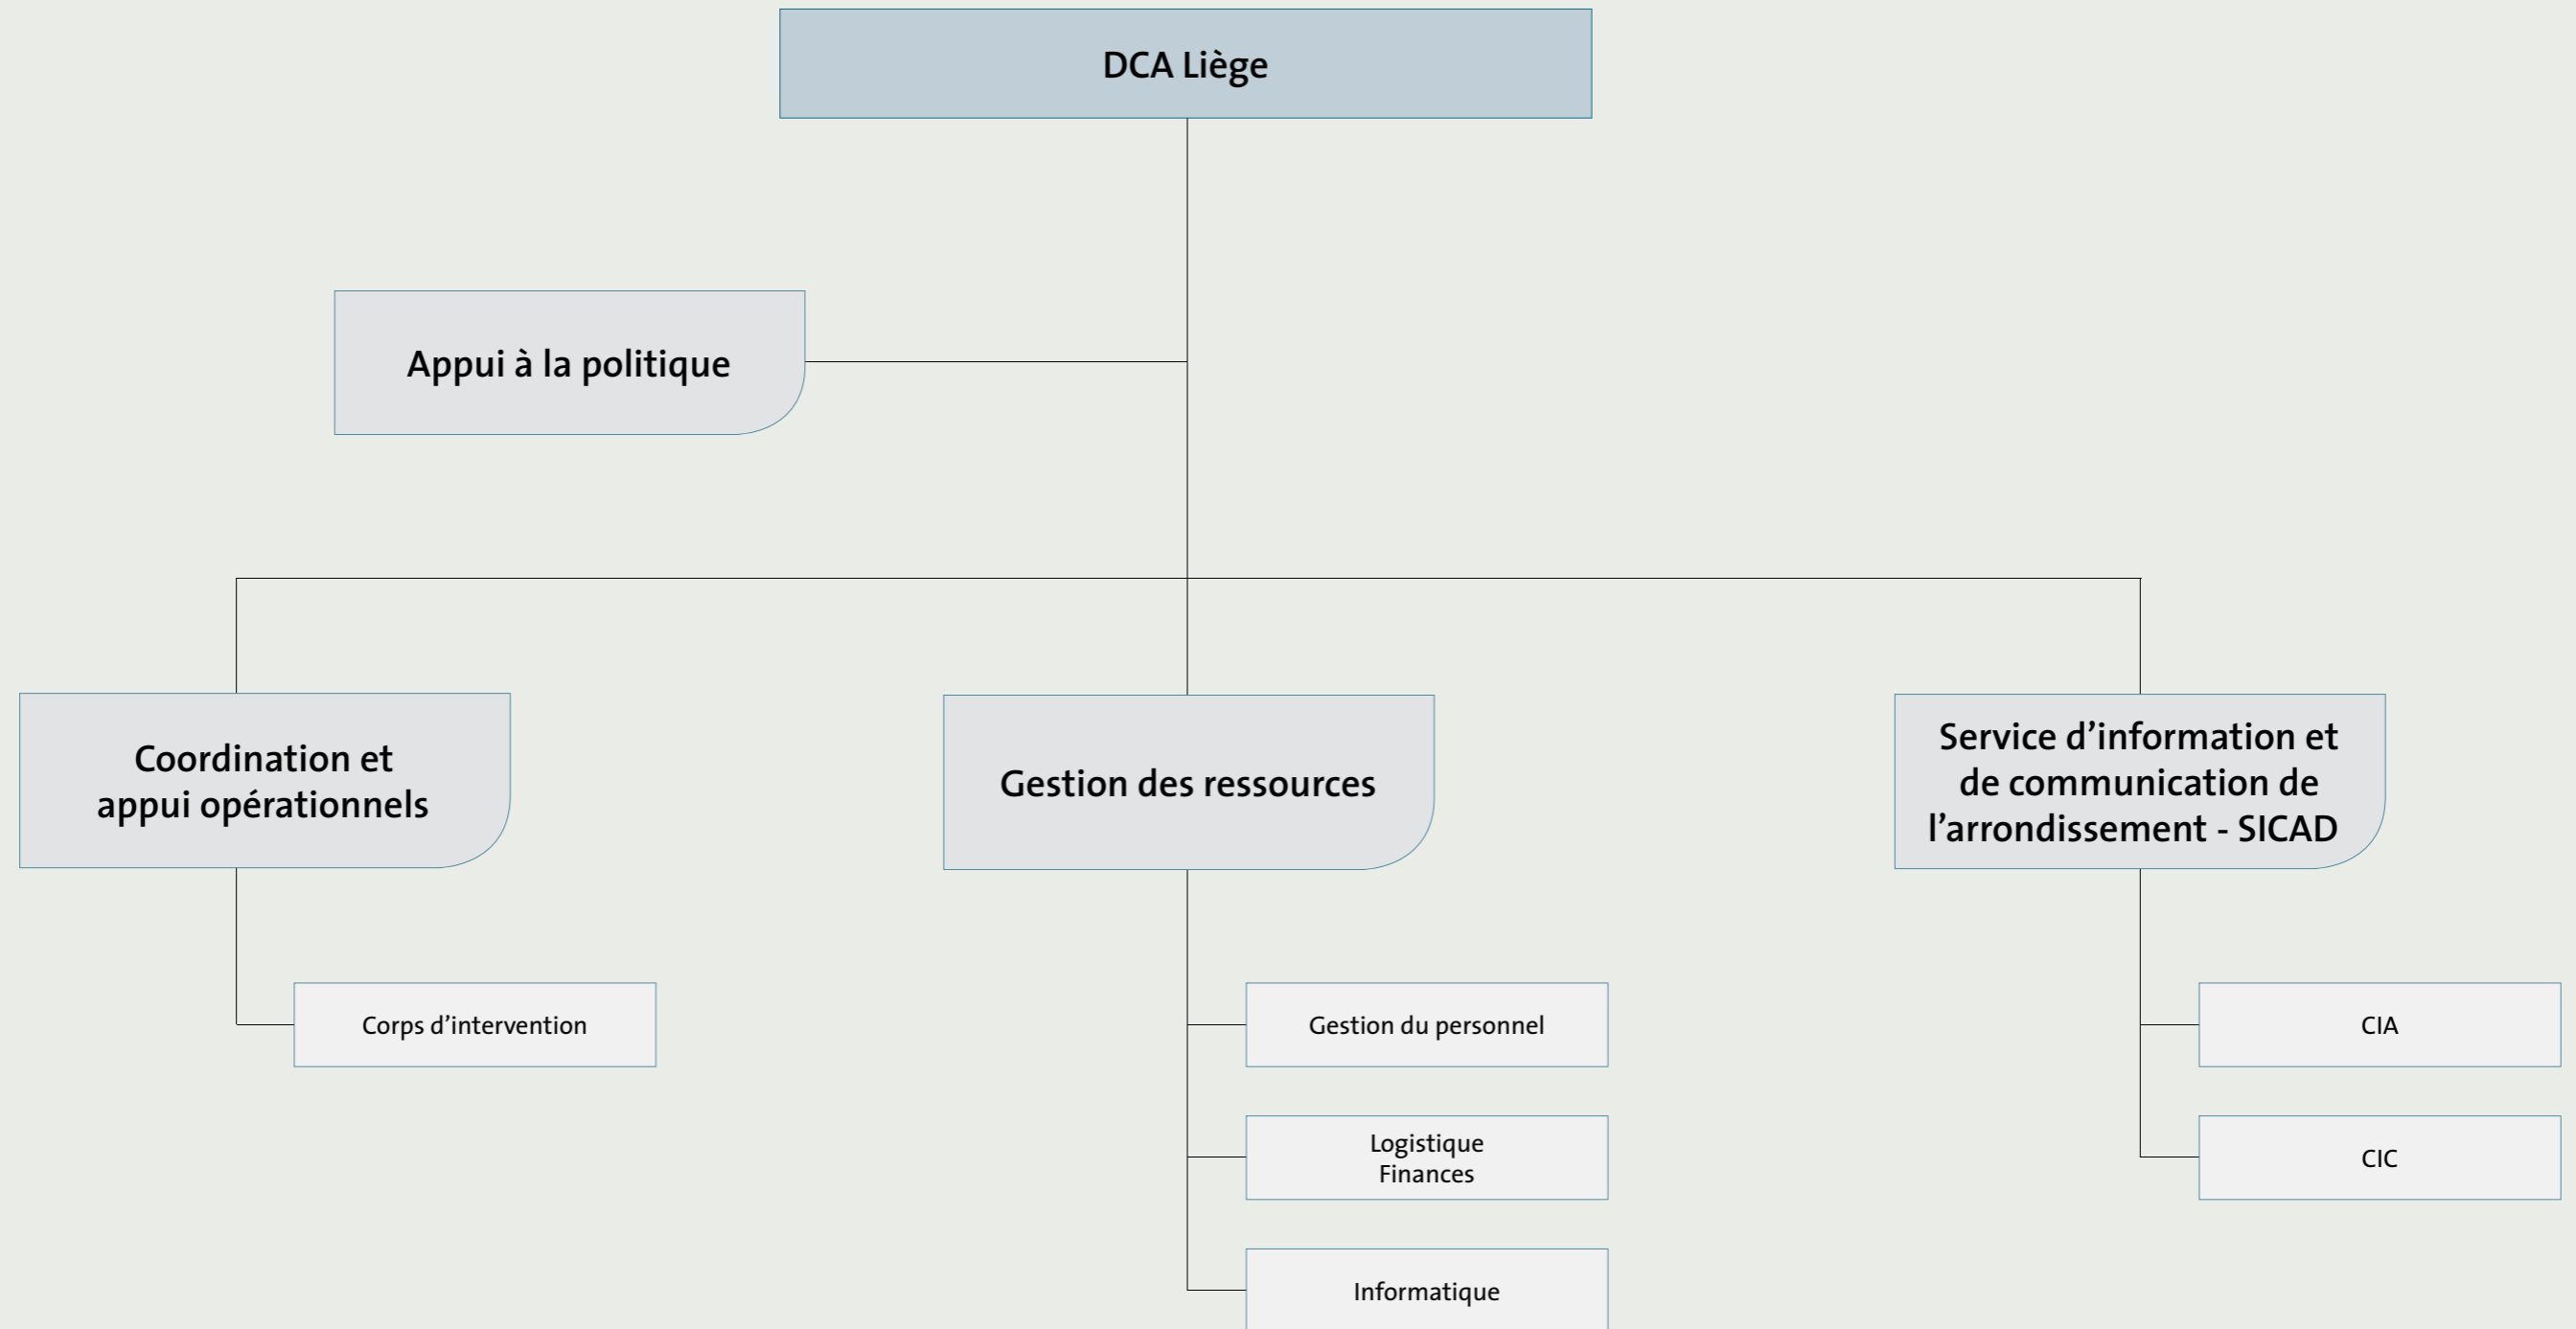 DCA Liège
Appui à la politique
Coordination et
appui opérationnels
Corps d’intervention
Gestion des ressources
Gestion du personnel
Logistique
Finances
Informatique
Service d’information et
de communication de
l’arrondissement - SICAD
CIA
CIC